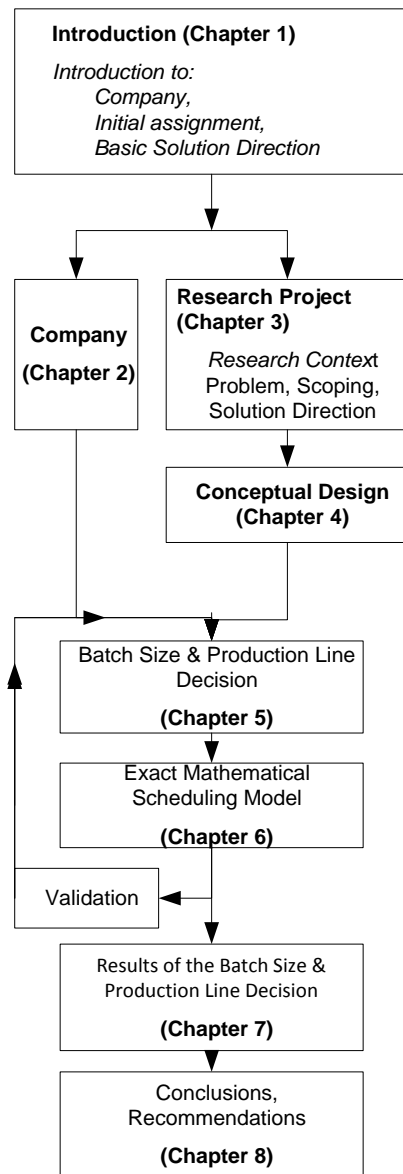 Introduction (Chapter 1)
Introduction to:
Company,
Initial assignment,
Basic Solution Direction
Company
(Chapter 2)
Research Project
(Chapter 3)
Research Context
Problem, Scoping,
Solution Direction
Conceptual Design
(Chapter 4)
Batch Size & Production Line
Decision
(Chapter 5)
Exact Mathematical
Scheduling Model
(Chapter 6)
Validation
Results of the Batch Size &
Production Line Decision
(Chapter 7)
Conclusions,
Recommendations
(Chapter 8)